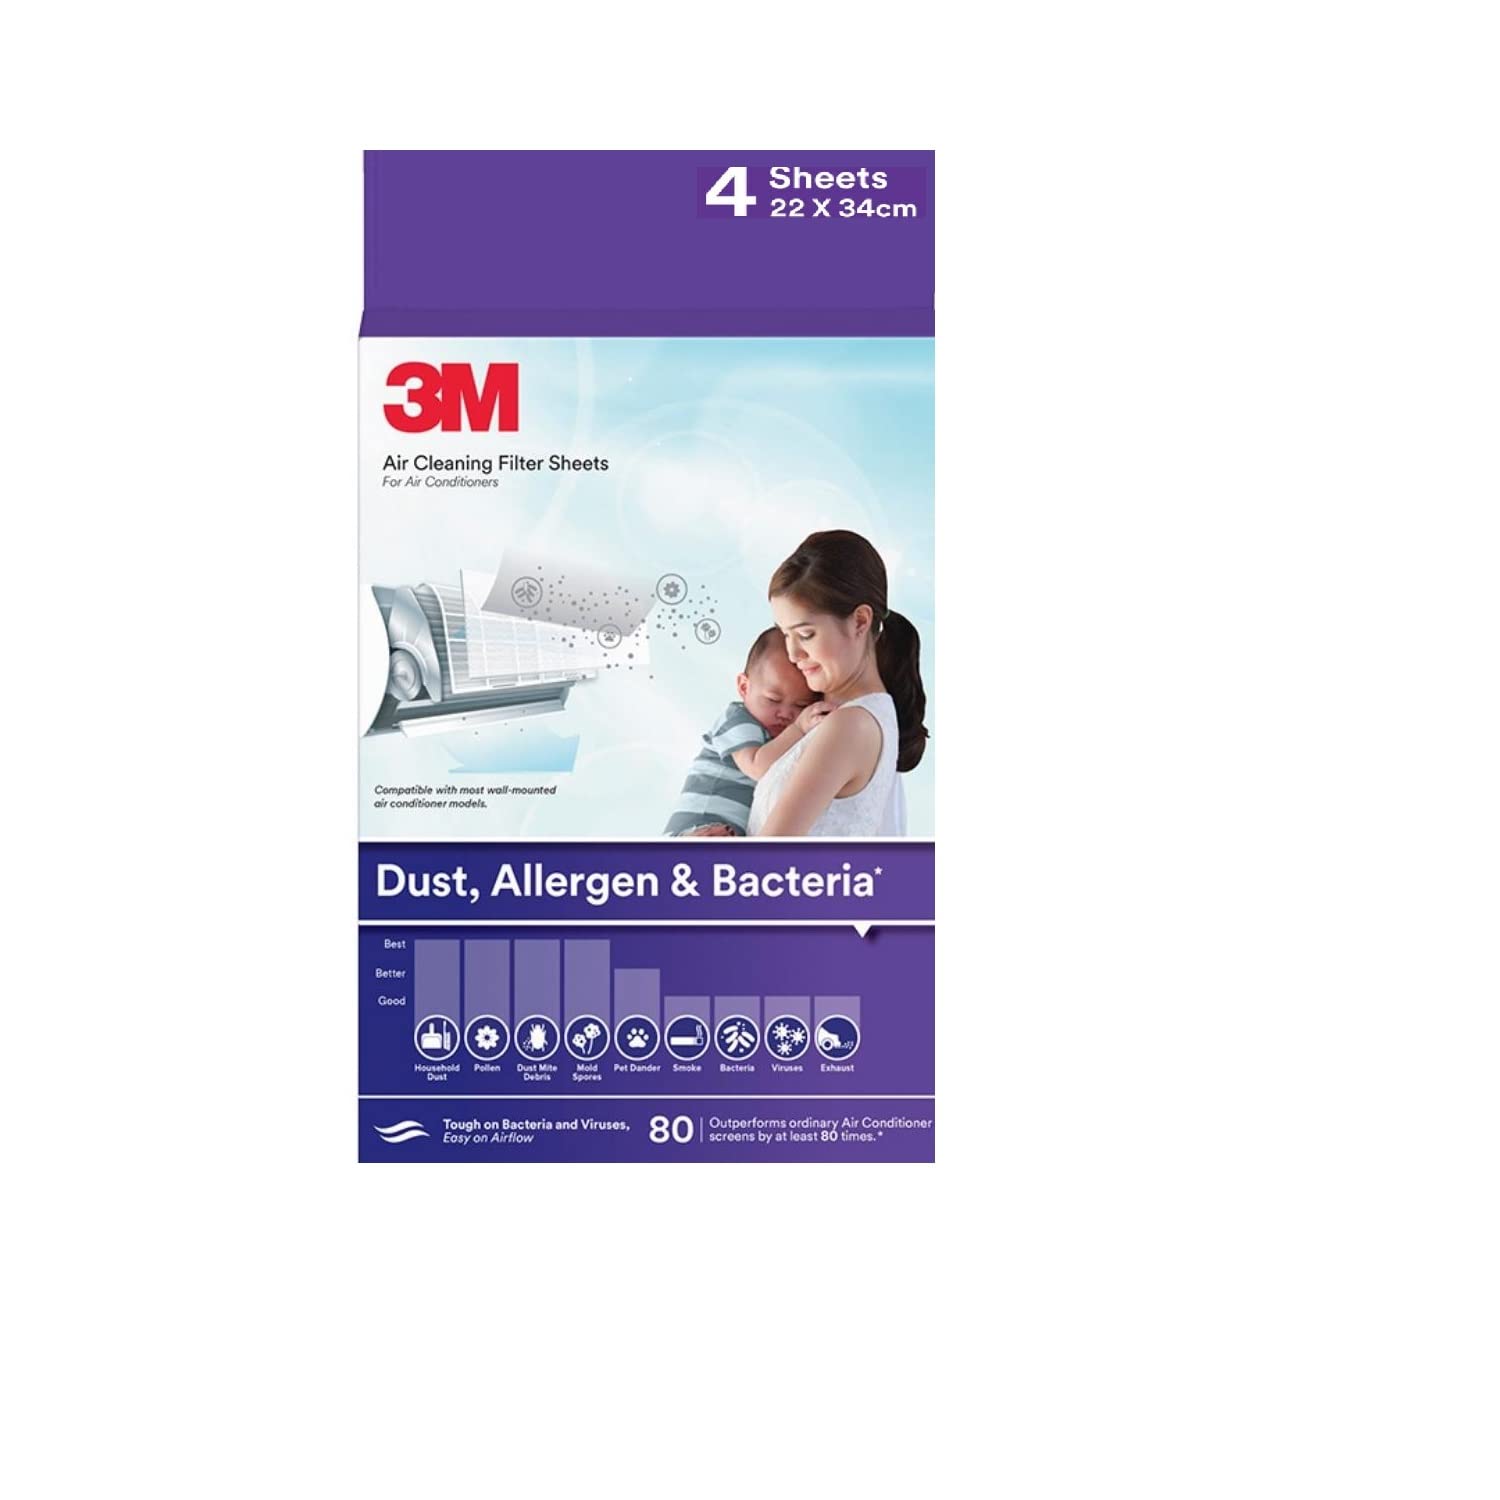 4 Sheets
22 X 34cm
3M
Air Cleaning Filter Sheets
For Air Conditioners
Compatible with most wall-mounted
air conditioner models.
Dust, Allergen & Bacteria*
Best
Better
Good
Household
Dust
Pollen
Dust Mite
Debris
Mold
Spores
Pet Dander
Smoke
Bacteria
Viruses
Exhaust
Tough on Bacteria and Viruses,
Easy on Airflow
80
Outperforms ordinary Air Conditioner
screens by at least 80 times.*